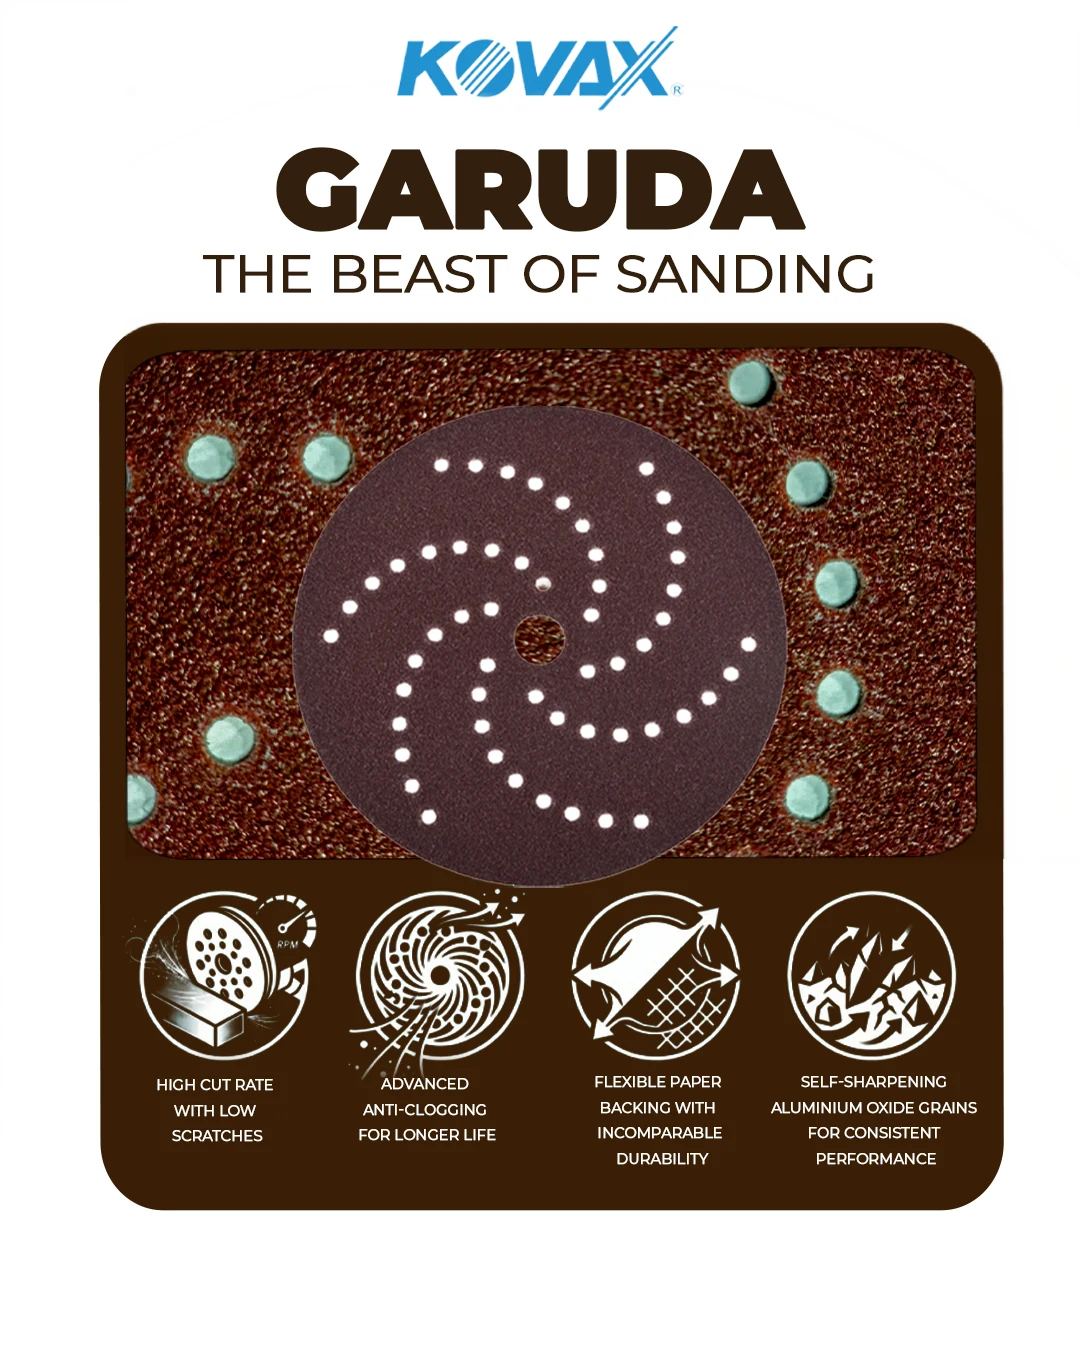 KOVAX®
GARUDA
THE BEAST OF SANDING
RPM
HIGH CUT RATE
WITH LOW
SCRATCHES
ADVANCED
ANTI-CLOGGING
FOR LONGER LIFE
FLEXIBLE PAPER
BACKING WITH
INCOMPARABLE
DURABILITY
SELF-SHARPENING
ALUMINIUM OXIDE GRAINS
FOR CONSISTENT
PERFORMANCE